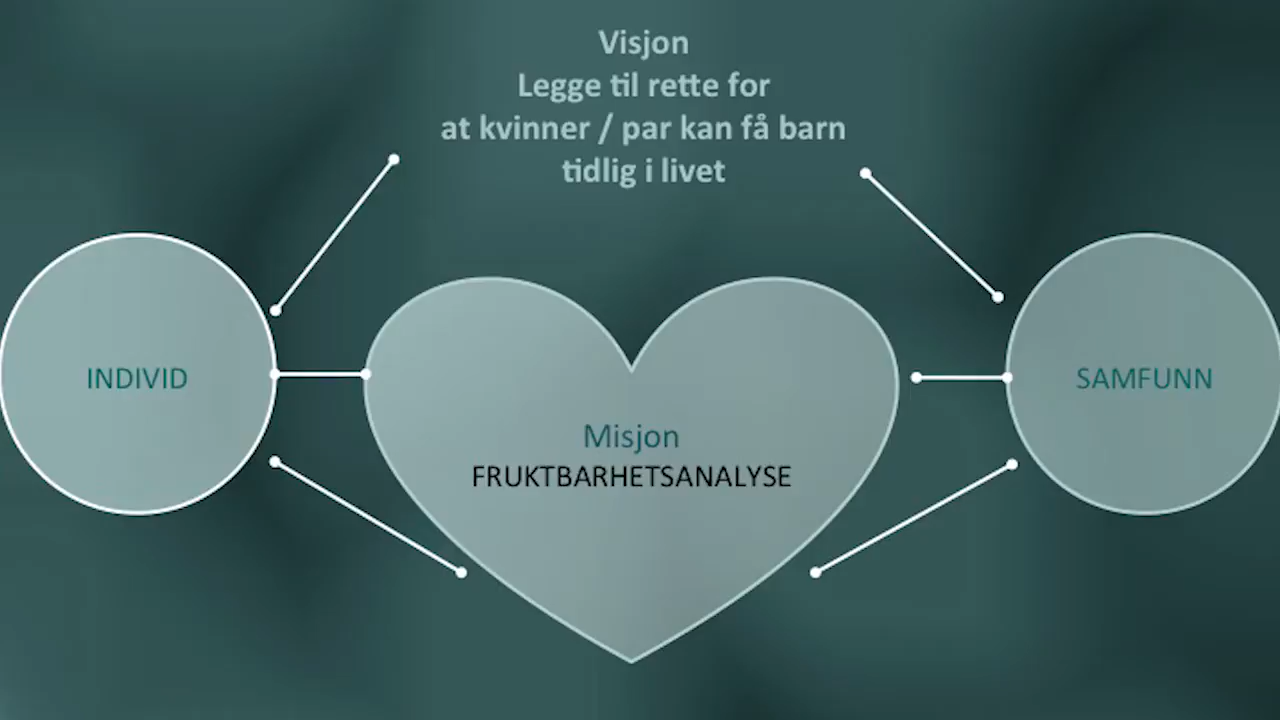 Visjon
Legge til rette for
at kvinner / par kan få barn
tidlig i livet
INDIVID
Misjon
FRUKTBARHETSANALYSE
SAMFUNN